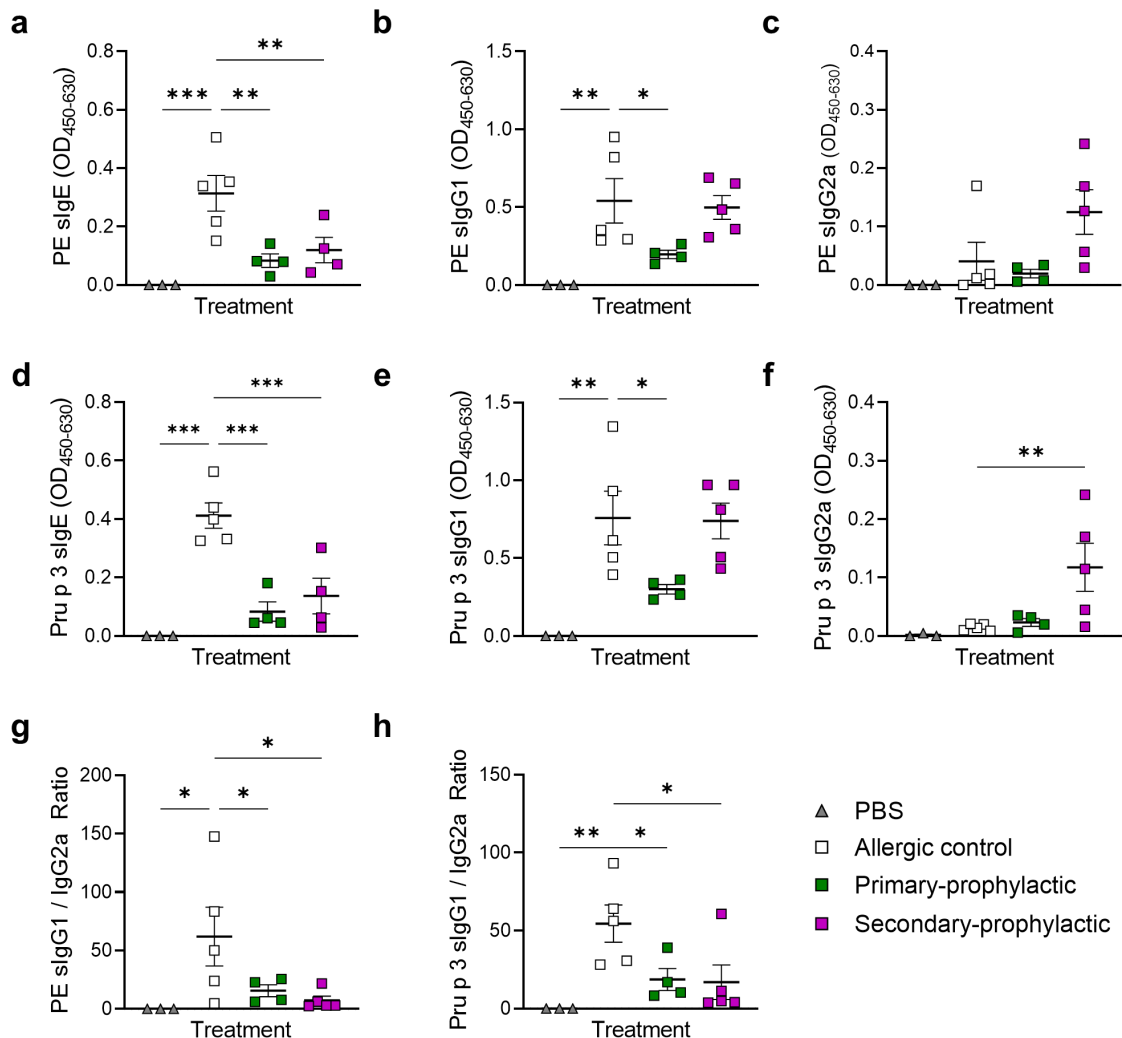 a
PE sIgE (OD450-630)
0.8
0.6
0.4
0.2
0.0
**
***
**
Treatment
b
PE sIgG1 (OD450-630)
1.5
1.0
0.5
0.0
**
*
Treatment
c
PE sIgG2a (OD450-630)
0.4
0.3
0.2
0.1
0.0
Treatment
d
Pru p 3 sIgE (OD450-630)
0.8
0.6
0.4
0.2
0.0
***
***
***
Treatment
e
Pru p 3 sIgG1 (OD450-630)
1.5
1.0
0.5
0.0
**
*
Treatment
f
Pru p 3 sIgG2a (OD450-630)
0.4
0.3
0.2
0.1
0.0
**
Treatment
g
PE sIgG1 / IgG2a Ratio
200
150
100
50
0
*
*
*
Treatment
h
Pru p 3 sIgG1 / IgG2a Ratio
150
100
50
0
*
**
*
Treatment
PBS
Allergic control
Primary-prophylactic
Secondary-prophylactic